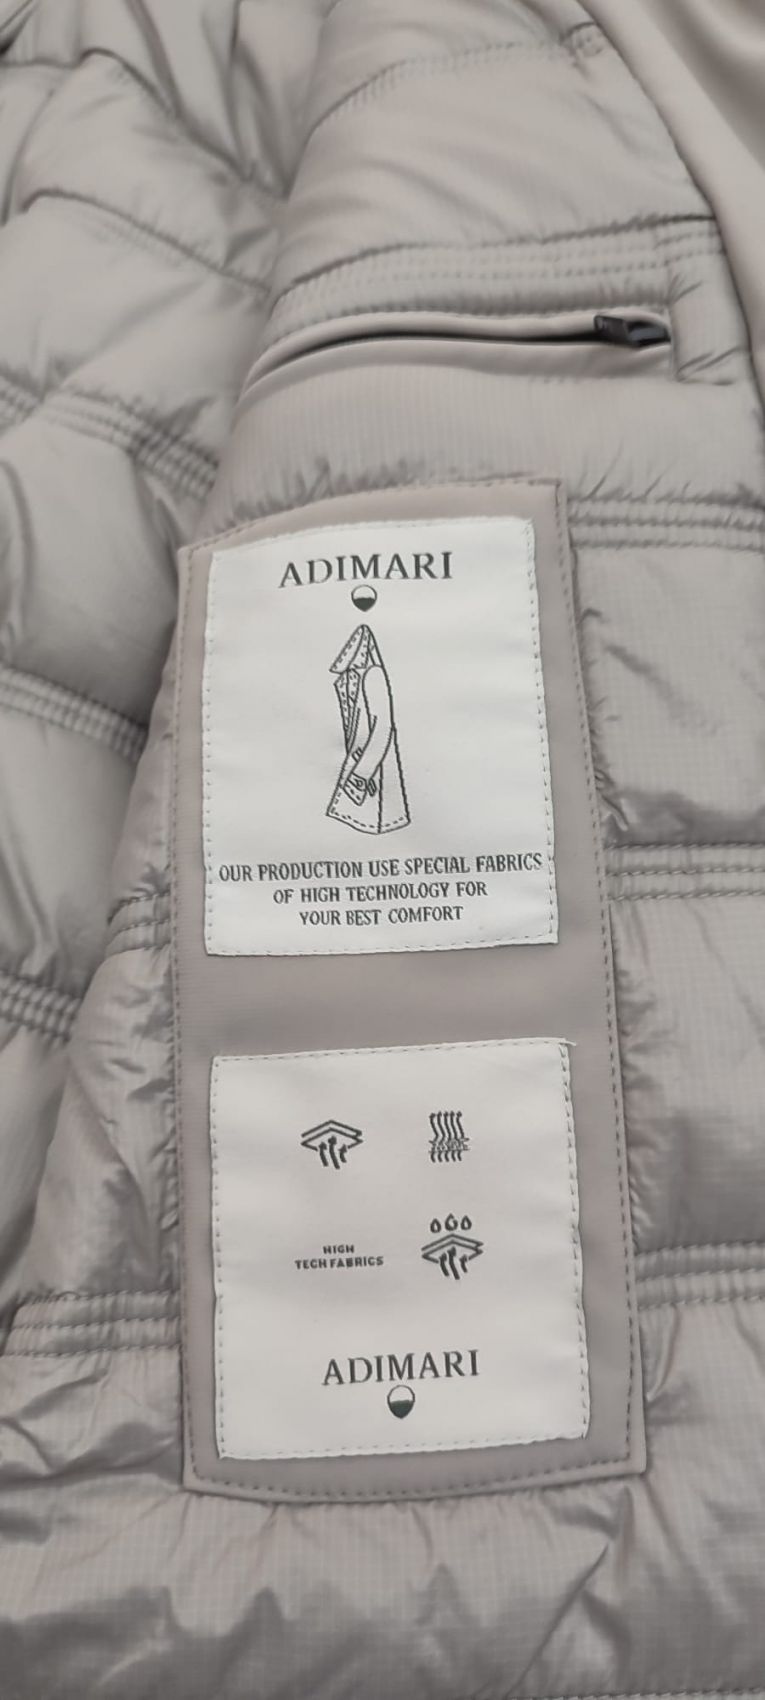 ADIMARI
OUR PRODUCTION USE SPECIAL FABRICS
OF HIGH TECHNOLOGY FOR
YOUR BEST COMFORT
HIGH
TECH FABRICS
ADIMARI